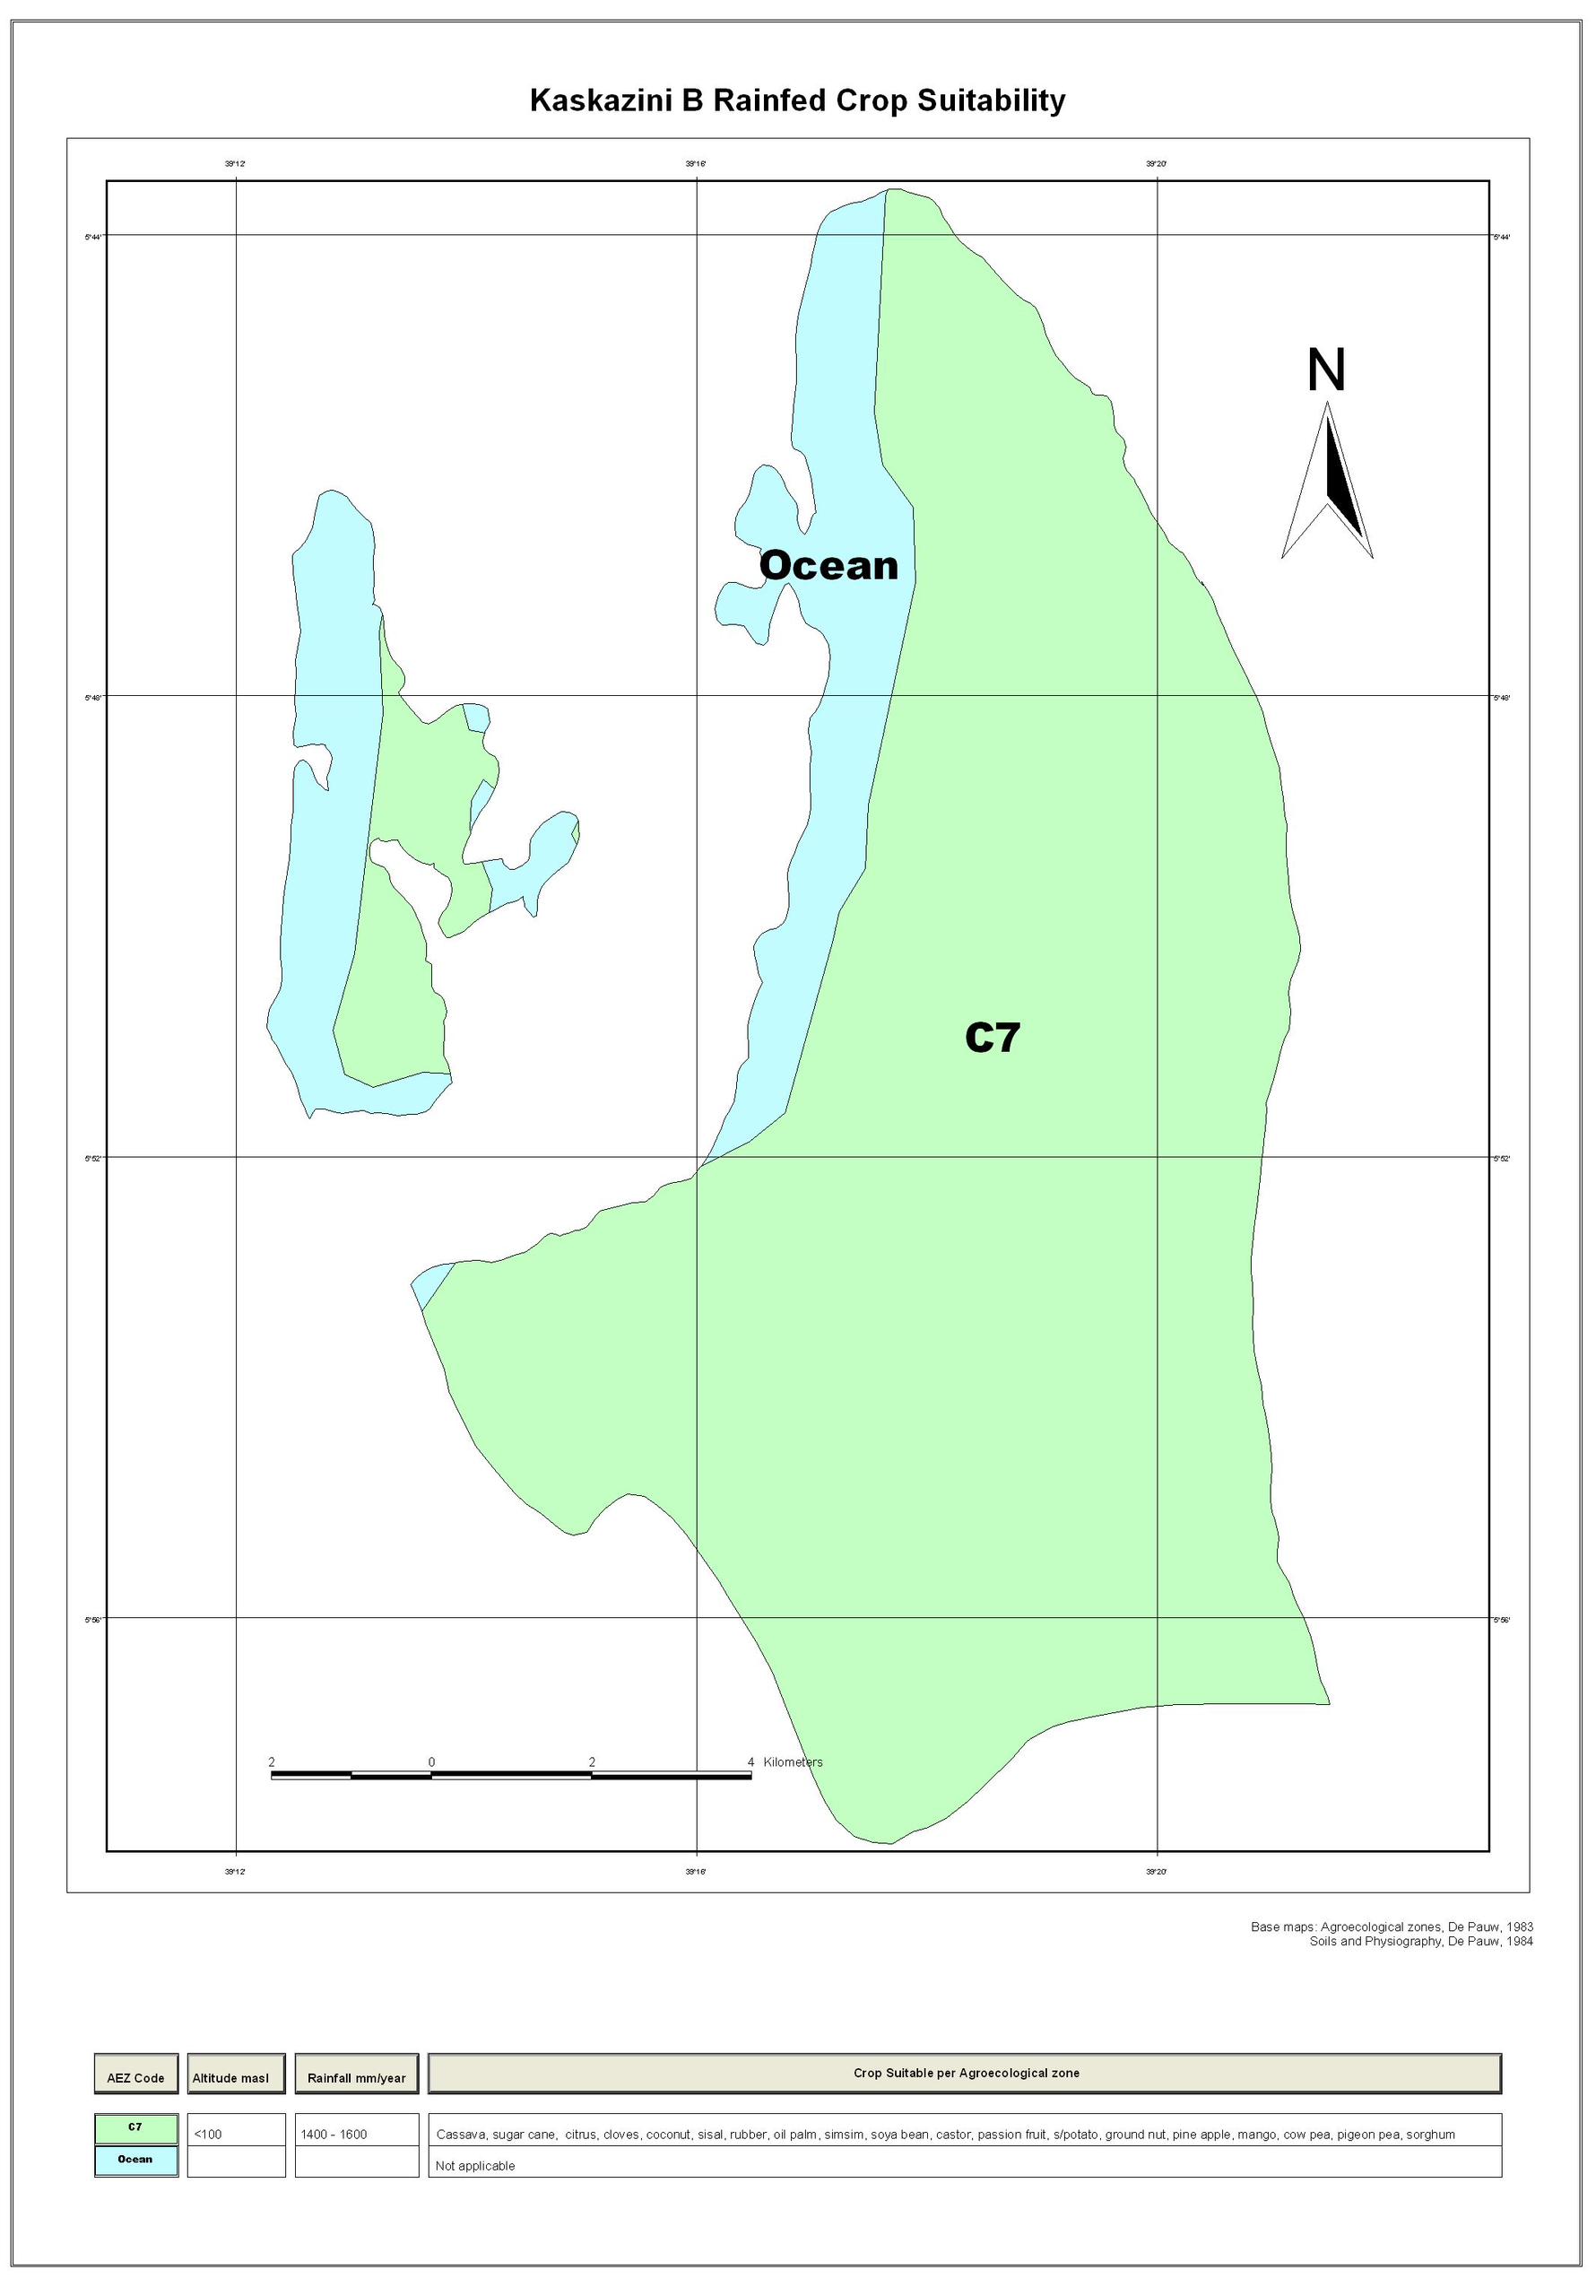 Kaskazini B Rainfed Crop Suitability
39°12' 39°16' 39°20'
5°44' 5°44'
N
Ocean
5°48' 5°48'
C7
5°52' 5°52'
5°56' 5°56'
2 0 2 4 Kilometers
39°12' 39°16' 39°20'
Base maps: Agroecological zones, De Pauw, 1983
Soils and Physiography, De Pauw, 1984
AEZ Code Altitude masl Rainfall mm/year Crop Suitable per Agroecological zone
C7 <100 1400 - 1600 Cassava, sugar cane, citrus, cloves, coconut, sisal, rubber, oil palm, simsim, soya bean, castor, passion fruit, s/potato, ground nut, pine apple, mango, cow pea, pigeon pea, sorghum
Ocean Not applicable